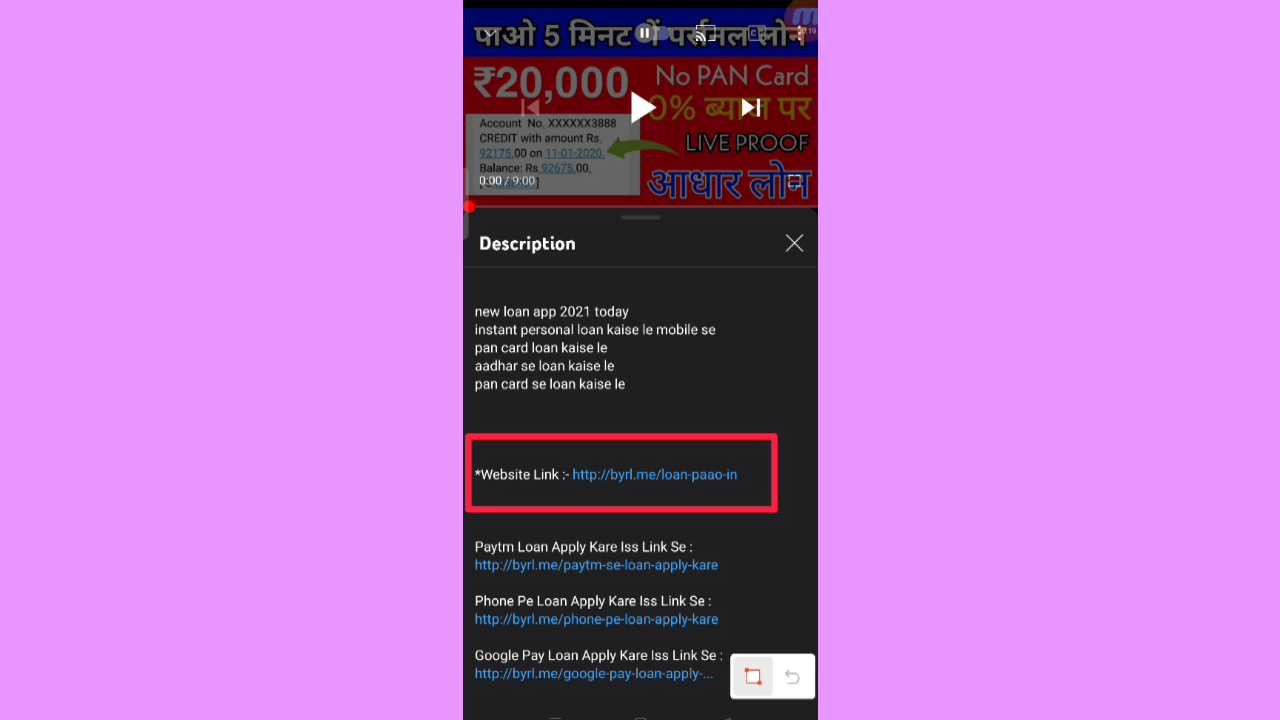 पाओ 5 मिनट में पर्सनल लोन
₹20,000
No PAN Card
0% ब्याज पर
Account No. XXXXXX3888
CREDIT with amount Rs.
92175.00 on 11-01-2020.
Balance: Rs.92675.00.
LIVE PROOF
आधार लोन
0:00 / 9:00
Description
new loan app 2021 today
instant personal loan kaise le mobile se
pan card loan kaise le
aadhar se loan kaise le
pan card se loan kaise le
*Website Link :- http://byrl.me/loan-paao-in
Paytm Loan Apply Kare Iss Link Se :
http://byrl.me/paytm-se-loan-apply-kare
Phone Pe Loan Apply Kare Iss Link Se :
http://byrl.me/phone-pe-loan-apply-kare
Google Pay Loan Apply Kare Iss Link Se :
http://byrl.me/google-pay-loan-apply-...